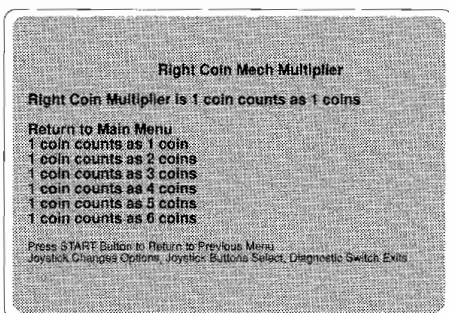 Right Coin Mech Multiplier
Right Coin Multiplier is 1 coin counts as 1 coins
Return to Main Menu
1 coin counts as 1 coin
1 coin counts as 2 coins
1 coin counts as 3 coins
1 coin counts as 4 coins
1 coin counts as 5 coins
1 coin counts as 6 coins
Press START Button to Return to Previous Menu
Joystick Changes Options, Joystick Buttons Select, Diagnostic Switch Exits